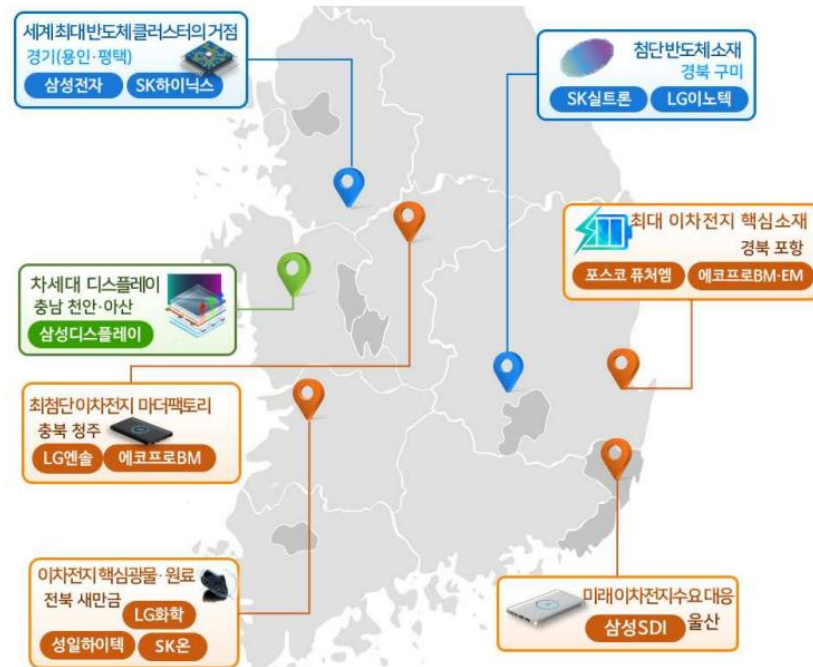 세계 최대 반도체 클러스터의 거점
경기(용인·평택)
삼성전자 SK하이닉스
첨단 반도체 소재
경북 구미
SK실트론 LG이노텍
최대 이차전지 핵심소재
경북 포항
포스코 퓨처엠 에코프로BM·EM
차세대 디스플레이
충남 천안·아산
삼성디스플레이
최첨단 이차전지 마더팩토리
충북 청주
LG엔솔 에코프로BM
이차전지 핵심광물·원료
전북 새만금
LG화학
성일하이텍 SK온
미래 이차전지수요 대응
삼성SDI 울산